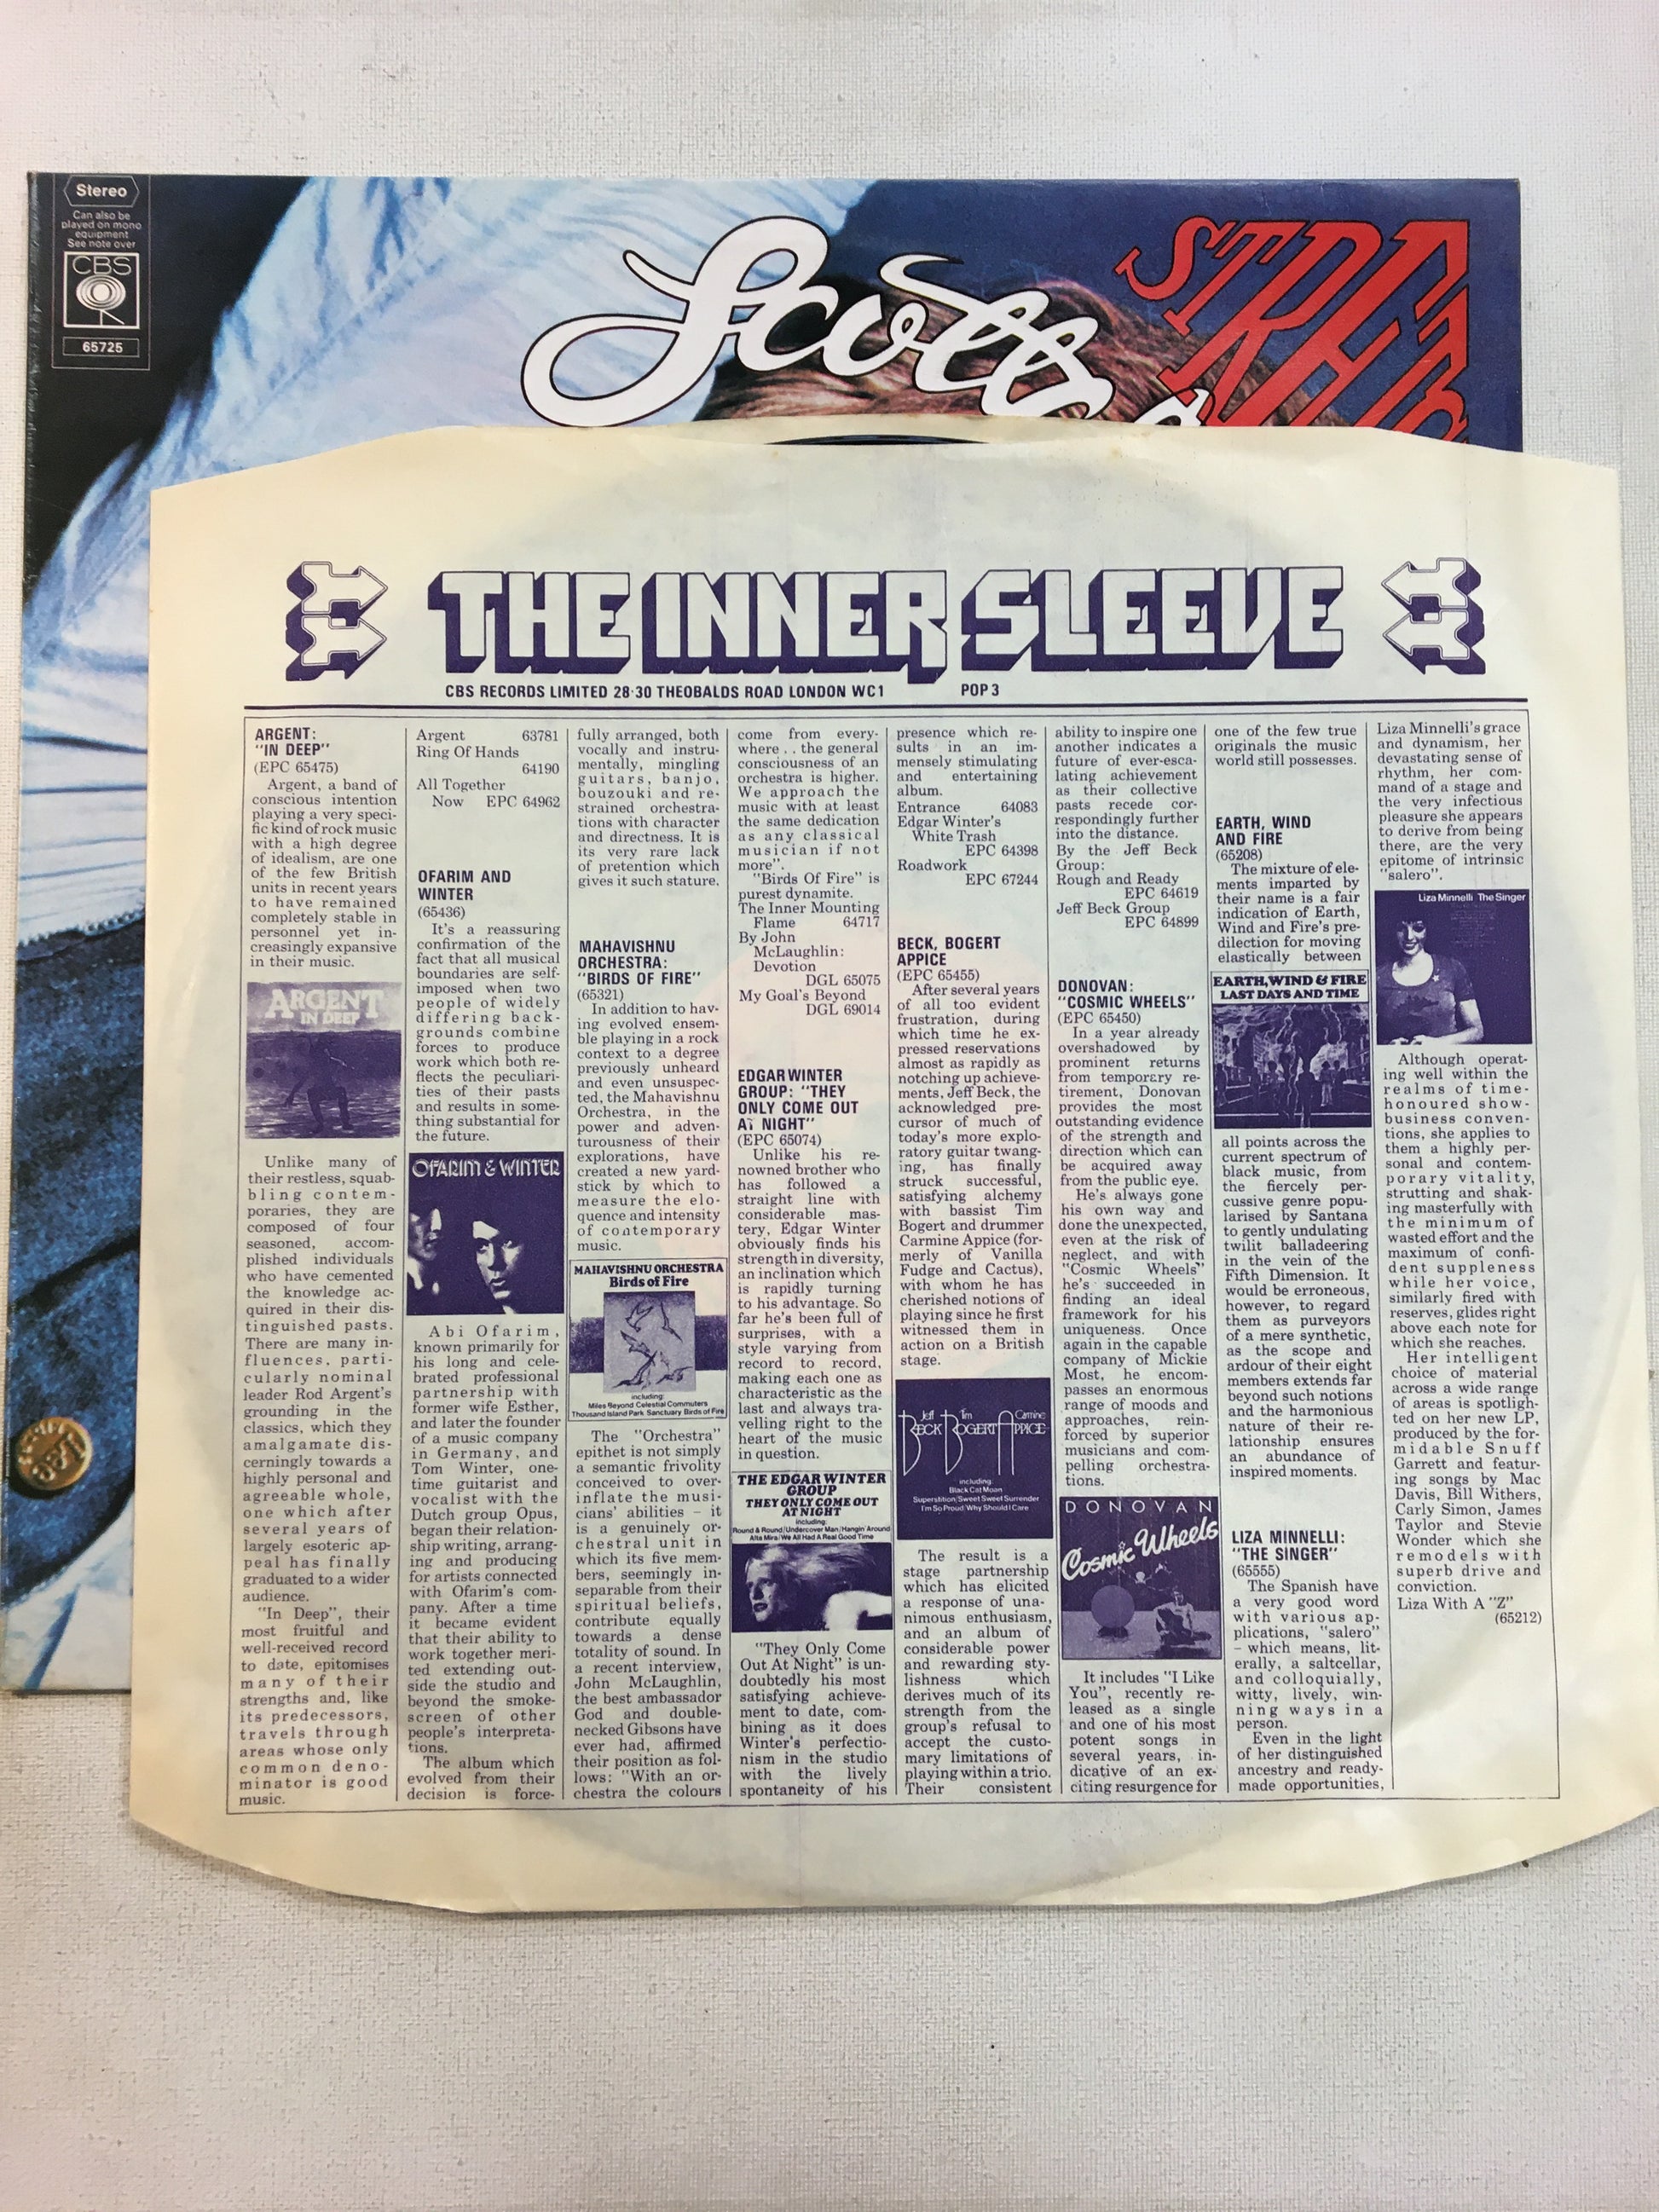 Stereo
Can also be
played on mono
equipment
See note over
CBS
65725
Lee
THE INNER SLEEVE
CBS RECORDS LIMITED 28·30 THEOBALDS ROAD LONDON WC1 POP 3
ARGENT:
"IN DEEP"
(EPC 65475)
Argent, a band of
conscious intention
playing a very speci-
fic kind of rock music
with a high degree
of idealism, are one
of the few British
units in recent years
to have remained
completely stable in
personnel yet in-
creasingly expansive
in their music.
ARGENT
IN DEEP
Unlike many of
their restless, squab-
bling contem-
poraries, they are
composed of four
seasoned, accom-
plished individuals
who have cemented
the knowledge ac-
quired in their dis-
tinguished pasts.
There are many in-
fluences, parti-
cularly nominal
leader Rod Argent's
grounding in the
classics, which they
amalgamate dis-
cerningly towards a
highly personal and
agreeable whole,
one which after
several years of
largely esoteric ap-
peal has finally
graduated to a wider
audience.
"In Deep", their
most fruitful and
well-received record
to date, epitomises
many of their
strengths and, like
its predecessors,
travels through
areas whose only
common deno-
minator is good
music.
Argent 63781
Ring Of Hands
64190
All Together
Now EPC 64962
OFARIM AND
WINTER
(65436)
It's a reassuring
confirmation of the
fact that all musical
boundaries are self-
imposed when two
people of widely
differing back-
grounds combine
forces to produce
work which both re-
flects the peculiari-
ties of their pasts
and results in some-
thing substantial for
the future.
OFARIM & WINTER
Abi Ofarim,
known primarily for
his long and cele-
brated professional
partnership with
former wife Esther,
and later the founder
of a music company
in Germany, and
Tom Winter, one-
time guitarist and
vocalist with the
Dutch group Opus,
began their relation-
ship writing, arrang-
ing and producing
for artists connected
with Ofarim's com-
pany. After a time
it became evident
that their ability to
work together meri-
ted extending out-
side the studio and
beyond the smoke-
screen of other
people's interpreta-
tions.
The album which
evolved from their
decision is force-
fully arranged, both
vocally and instru-
mentally, mingling
guitars, banjo,
bouzouki and re-
strained orchestra-
tions with character
and directness. It is
its very rare lack
of pretention which
gives it such stature.
MAHAVISHNU
ORCHESTRA:
"BIRDS OF FIRE"
(65321)
In addition to hav-
ing evolved ensem-
ble playing in a rock
context to a degree
previously unheard
and even unsuspec-
ted, the Mahavishnu
Orchestra, in the
power and adven-
turousness of their
explorations, have
created a new yard-
stick by which to
measure the elo-
quence and intensity
of contemporary
music.
MAHAVISHNU ORCHESTRA
Birds of Fire
including:
Miles Beyond Celestial Commuters
Thousand Island Park Sanctuary Birds of Fire
The "Orchestra"
epithet is not simply
a semantic frivolity
conceived to over-
inflate the musi-
cians' abilities – it
is a genuinely or-
chestral unit in
which its five mem-
bers, seemingly in-
separable from their
spiritual beliefs,
contribute equally
towards a dense
totality of sound. In
a recent interview,
John McLaughlin,
the best ambassador
God and double-
necked Gibsons have
ever had, affirmed
their position as fol-
lows: "With an or-
chestra the colours
come from every-
where . . the general
consciousness of an
orchestra is higher.
We approach the
music with at least
the same dedication
as any classical
musician if not
more".
"Birds Of Fire" is
purest dynamite.
The Inner Mounting
Flame 64717
By John
McLaughlin:
Devotion
DGL 65075
My Goal's Beyond
DGL 69014
EDGAR WINTER
GROUP: "THEY
ONLY COME OUT
AT NIGHT"
(EPC 65074)
Unlike his re-
nowned brother who
has followed a
straight line with
considerable mas-
tery, Edgar Winter
obviously finds his
strength in diversity,
an inclination which
is rapidly turning
to his advantage. So
far he's been full of
surprises, with a
style varying from
record to record,
making each one as
characteristic as the
last and always tra-
velling right to the
heart of the music
in question.
THE EDGAR WINTER
GROUP
THEY ONLY COME OUT
AT NIGHT
including:
Round & Round/Undercover Man/Hangin' Around
Alta Mira/We All Had A Real Good Time
"They Only Come
Out At Night" is un-
doubtedly his most
satisfying achieve-
ment to date, com-
bining as it does
Winter's perfectio-
nism in the studio
with the lively
spontaneity of his
presence which re-
sults in an im-
mensely stimulating
and entertaining
album.
Entrance 64083
Edgar Winter's
White Trash
EPC 64398
Roadwork
EPC 67244
BECK, BOGERT
APPICE
(EPC 65455)
After several years
of all too evident
frustration, during
which time he ex-
pressed reservations
almost as rapidly as
notching up achieve-
ments, Jeff Beck, the
acknowledged pre-
cursor of much of
today's more explo-
ratory guitar twang-
ing, has finally
struck successful,
satisfying alchemy
with bassist Tim
Bogert and drummer
Carmine Appice (for-
merly of Vanilla
Fudge and Cactus),
with whom he has
cherished notions of
playing since he first
witnessed them in
action on a British
stage.
Jeff Tim Carmine
BECK BOGERT APPICE
including:
Black Cat Moan
Superstition/Sweet Sweet Surrender
I'm So Proud/Why Should I Care
The result is a
stage partnership
which has elicited
a response of una-
nimous enthusiasm,
and an album of
considerable power
and rewarding sty-
lishness which
derives much of its
strength from the
group's refusal to
accept the custo-
mary limitations of
playing within a trio.
Their consistent
ability to inspire one
another indicates a
future of ever-esca-
lating achievement
as their collective
pasts recede cor-
respondingly further
into the distance.
By the Jeff Beck
Group:
Rough and Ready
EPC 64619
Jeff Beck Group
EPC 64899
DONOVAN:
"COSMIC WHEELS"
(EPC 65450)
In a year already
overshadowed by
prominent returns
from temporary re-
tirement, Donovan
provides the most
outstanding evidence
of the strength and
direction which can
be acquired away
from the public eye.
He's always gone
his own way and
done the unexpected,
even at the risk of
neglect, and with
"Cosmic Wheels"
he's succeeded in
finding an ideal
framework for his
uniqueness. Once
again in the capable
company of Mickie
Most, he encom-
passes an enormous
range of moods and
approaches, rein-
forced by superior
musicians and com-
pelling orchestra-
tions.
DONOVAN
Cosmic Wheels
It includes "I Like
You", recently re-
leased as a single
and one of his most
potent songs in
several years, in-
dicative of an ex-
citing resurgence for
one of the few true
originals the music
world still possesses.
EARTH, WIND
AND FIRE
(65208)
The mixture of ele-
ments imparted by
their name is a fair
indication of Earth,
Wind and Fire's pre-
dilection for moving
elastically between
EARTH, WIND & FIRE
LAST DAYS AND TIME
all points across the
current spectrum of
black music, from
the fiercely per-
cussive genre popu-
larised by Santana
to gently undulating
twilit balladeering
in the vein of the
Fifth Dimension. It
would be erroneous,
however, to regard
them as purveyors
of a mere synthetic,
as the scope and
ardour of their eight
members extends far
beyond such notions
and the harmonious
nature of their re-
lationship ensures
an abundance of
inspired moments.
LIZA MINNELLI:
"THE SINGER"
(65555)
The Spanish have
a very good word
with various ap-
plications, "salero"
– which means, lit-
erally, a saltcellar,
and colloquially,
witty, lively, win-
ning ways in a
person.
Even in the light
of her distinguished
ancestry and ready-
made opportunities,
Liza Minnelli's grace
and dynamism, her
devastating sense of
rhythm, her com-
mand of a stage and
the very infectious
pleasure she appears
to derive from being
there, are the very
epitome of intrinsic
"salero".
Liza Minnelli The Singer
Although operat-
ing well within the
realms of time-
honoured show-
business conven-
tions, she applies to
them a highly per-
sonal and contem-
porary vitality,
strutting and shak-
ing masterfully with
the minimum of
wasted effort and the
maximum of confi-
dent suppleness
while her voice,
similarly fired with
reserves, glides right
above each note for
which she reaches.
Her intelligent
choice of material
across a wide range
of areas is spotligh-
ted on her new LP,
produced by the for-
midable Snuff
Garrett and featur-
ing songs by Mac
Davis, Bill Withers,
Carly Simon, James
Taylor and Stevie
Wonder which she
remodels with
superb drive and
conviction.
Liza With A "Z"
(65212)